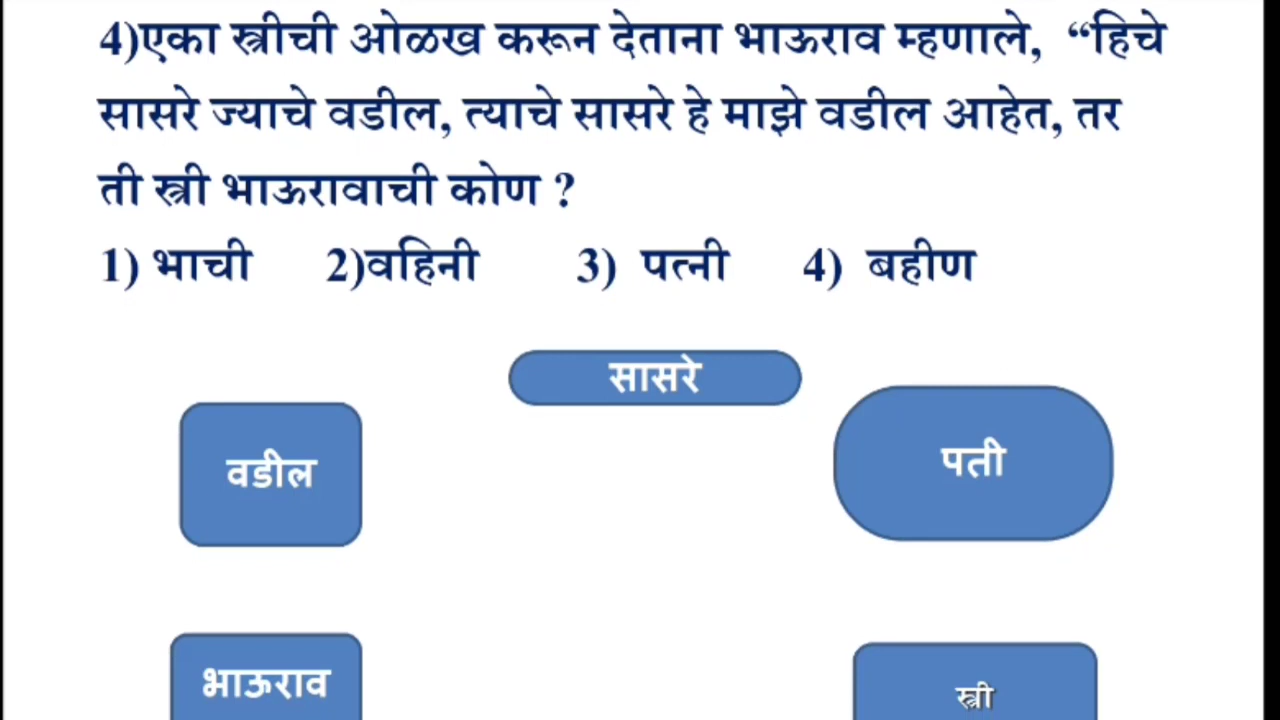 4)एका स्त्रीची ओळख करून देताना भाऊराव म्हणाले, “हिचे
सासरे ज्याचे वडील, त्याचे सासरे हे माझे वडील आहेत, तर
ती स्त्री भाऊरावाची कोण ?
1) भाची 2)वहिनी 3) पत्नी 4) बहीण
सासरे
वडील
पती
भाऊराव
स्त्री